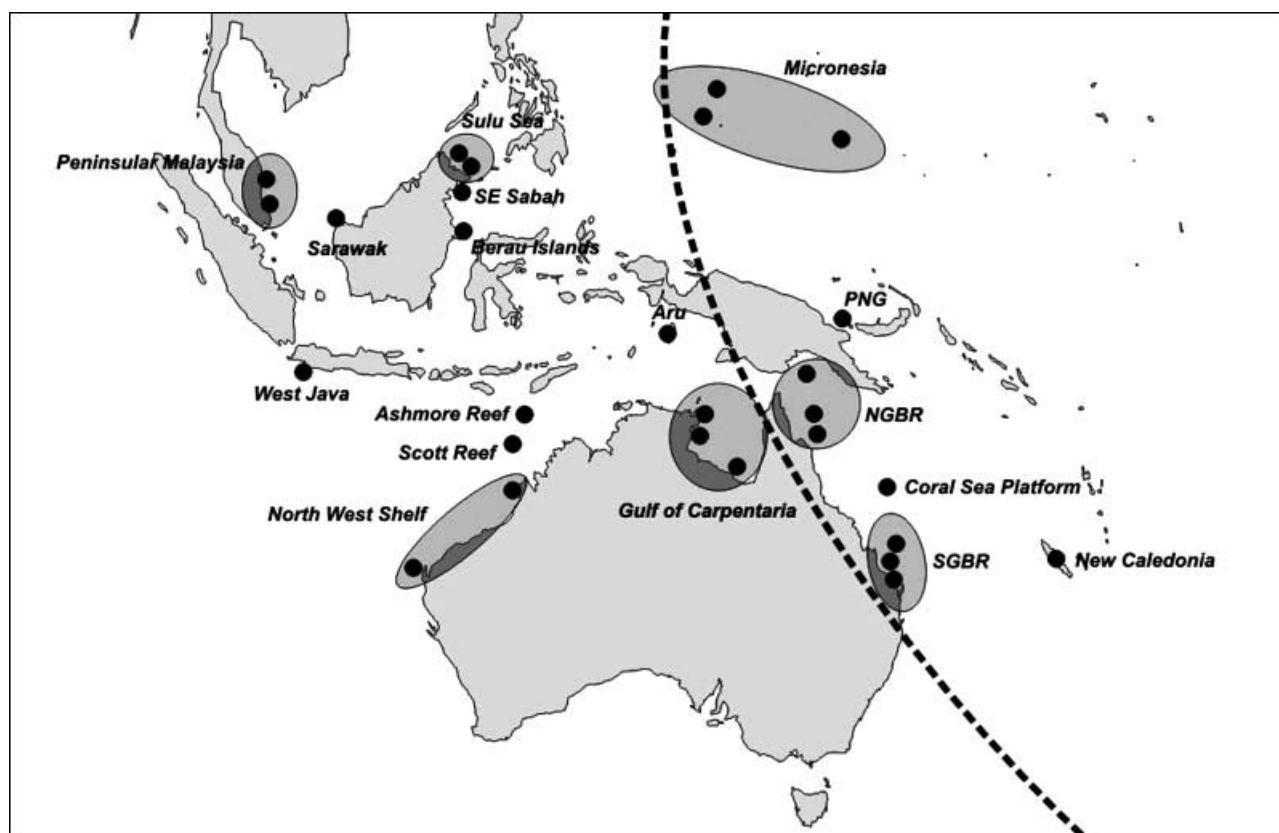 Micronesia
Sulu Sea
Peninsular Malaysia
SE Sabah
Sarawak
Berau Islands
PNG
Aru
West Java
Ashmore Reef
NGBR
Scott Reef
Coral Sea Platform
North West Shelf
Gulf of Carpentaria
SGBR
New Caledonia